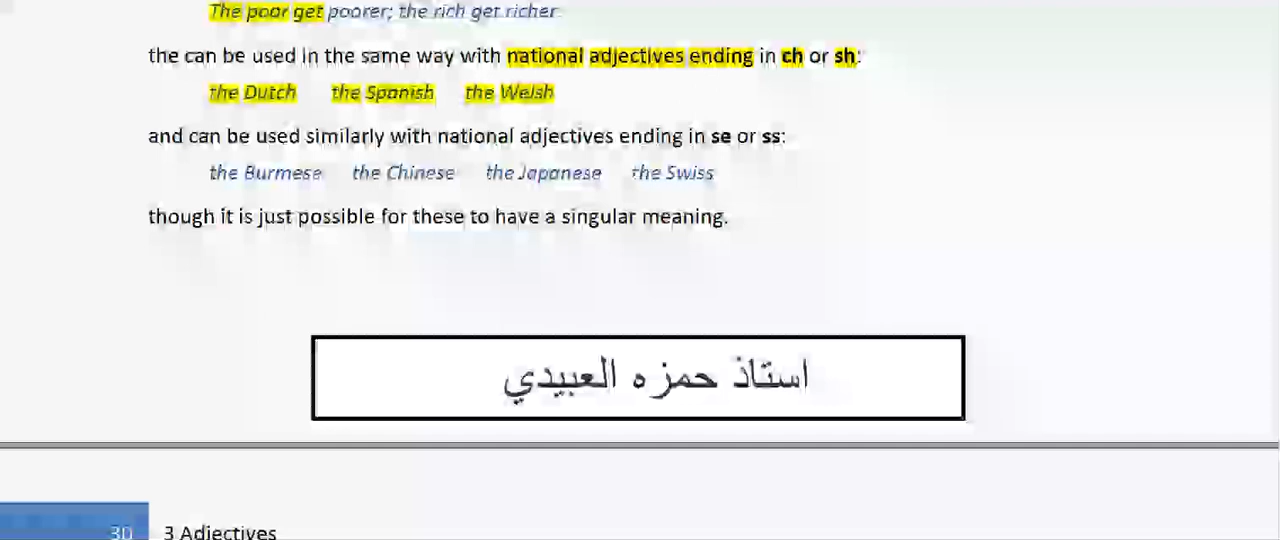 The poor get poorer; the rich get richer.
the can be used in the same way with national adjectives ending in ch or sh:
the Dutch the Spanish the Welsh
and can be used similarly with national adjectives ending in se or ss:
the Burmese the Chinese the Japanese the Swiss
though it is just possible for these to have a singular meaning.
استاذ حمزه العبيدي
30 3 Adjectives